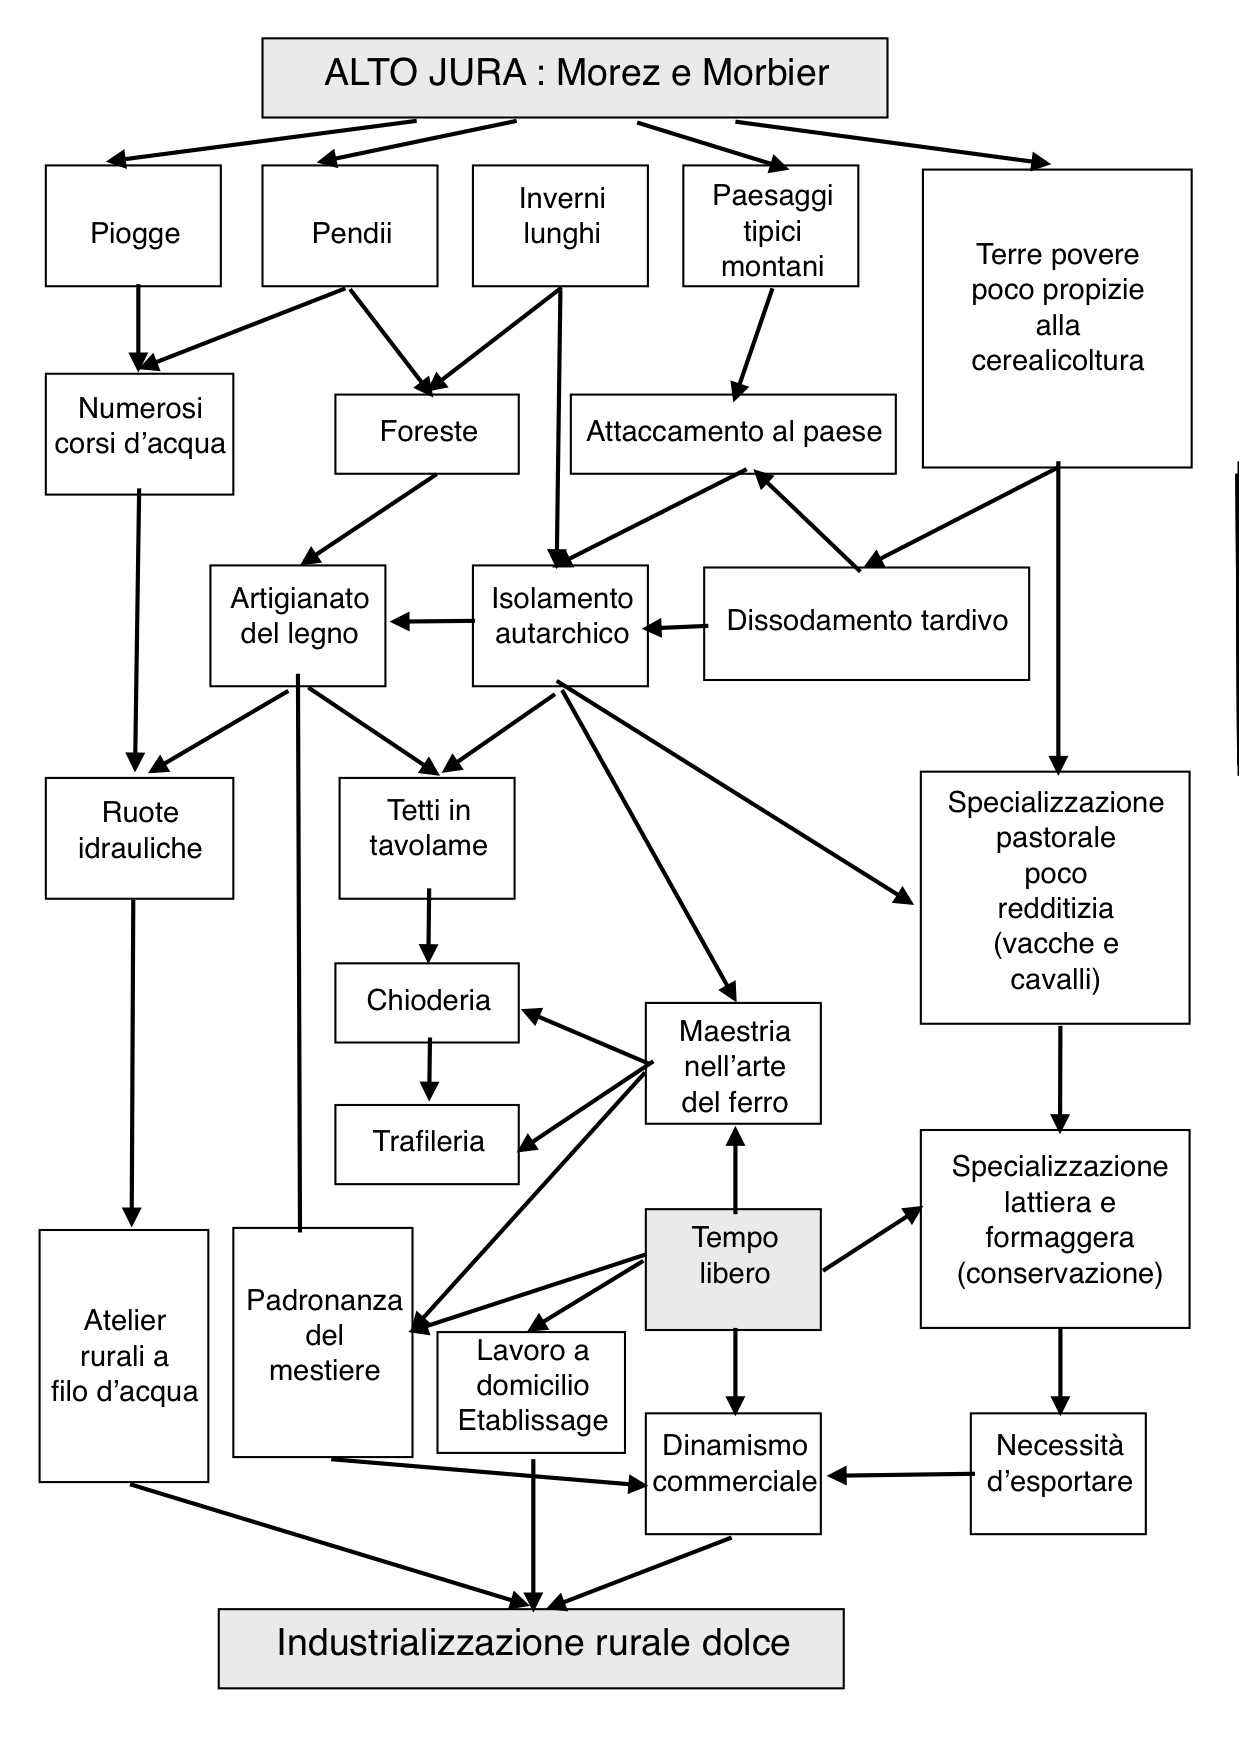 ALTO JURA : Morez e Morbier
Piogge
Pendii
Inverni
lunghi
Paesaggi
tipici
montani
Terre povere
poco propizie
alla
cerealicoltura
Numerosi
corsi d’acqua
Foreste
Attaccamento al paese
Artigianato
del legno
Isolamento
autarchico
Dissodamento tardivo
Ruote
idrauliche
Tetti in
tavolame
Specializzazione
pastorale
poco
redditizia
(vacche e
cavalli)
Chioderia
Maestria
nell’arte
del ferro
Trafileria
Specializzazione
lattiera e
formaggera
(conservazione)
Tempo
libero
Atelier
rurali a
filo d’acqua
Padronanza
del
mestiere
Lavoro a
domicilio
Etablissage
Dinamismo
commerciale
Necessità
d’esportare
Industrializzazione rurale dolce